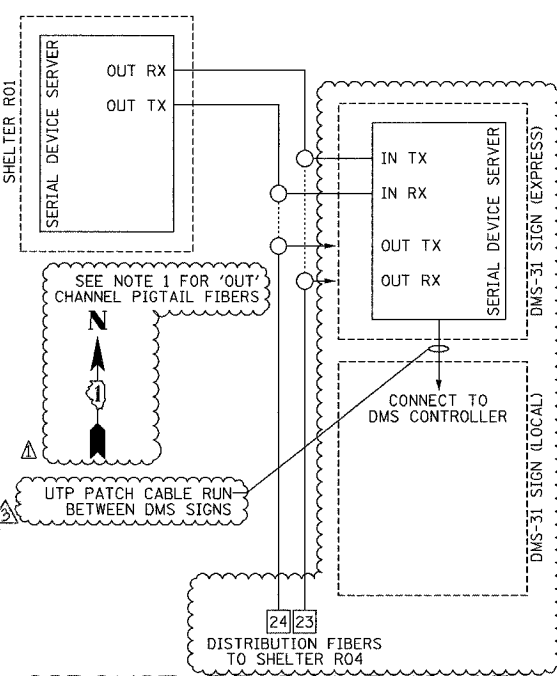 SHELTER R01
SERIAL DEVICE SERVER
OUT RX
OUT TX
DMS-31 SIGN (EXPRESS)
SERIAL DEVICE SERVER
IN TX
IN RX
OUT TX
OUT RX
SEE NOTE 1 FOR 'OUT'
CHANNEL PIGTAIL FIBERS
N
1
1
CONNECT TO
DMS CONTROLLER
DMS-31 SIGN (LOCAL)
3
UTP PATCH CABLE RUN
BETWEEN DMS SIGNS
24 23
DISTRIBUTION FIBERS
TO SHELTER R04